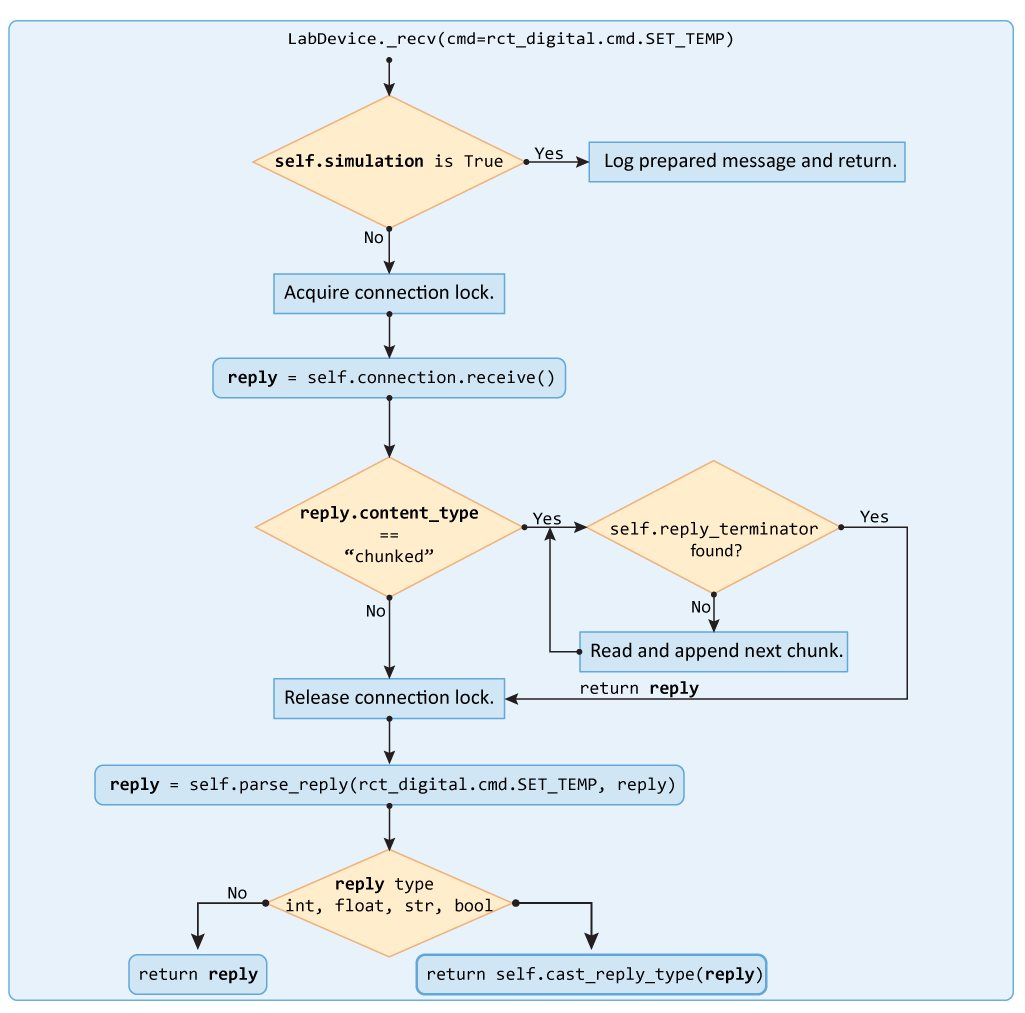 LabDevice._recv(cmd=rct_digital.cmd.SET_TEMP)
self.simulation is True
Yes
Log prepared message and return.
No
Acquire connection lock.
reply = self.connection.receive()
reply.content_type
==
“chunked”
Yes
self.reply_terminator
found?
Yes
No
No
Read and append next chunk.
return reply
Release connection lock.
reply = self.parse_reply(rct_digital.cmd.SET_TEMP, reply)
reply type
int, float, str, bool
No
return reply
return self.cast_reply_type(reply)